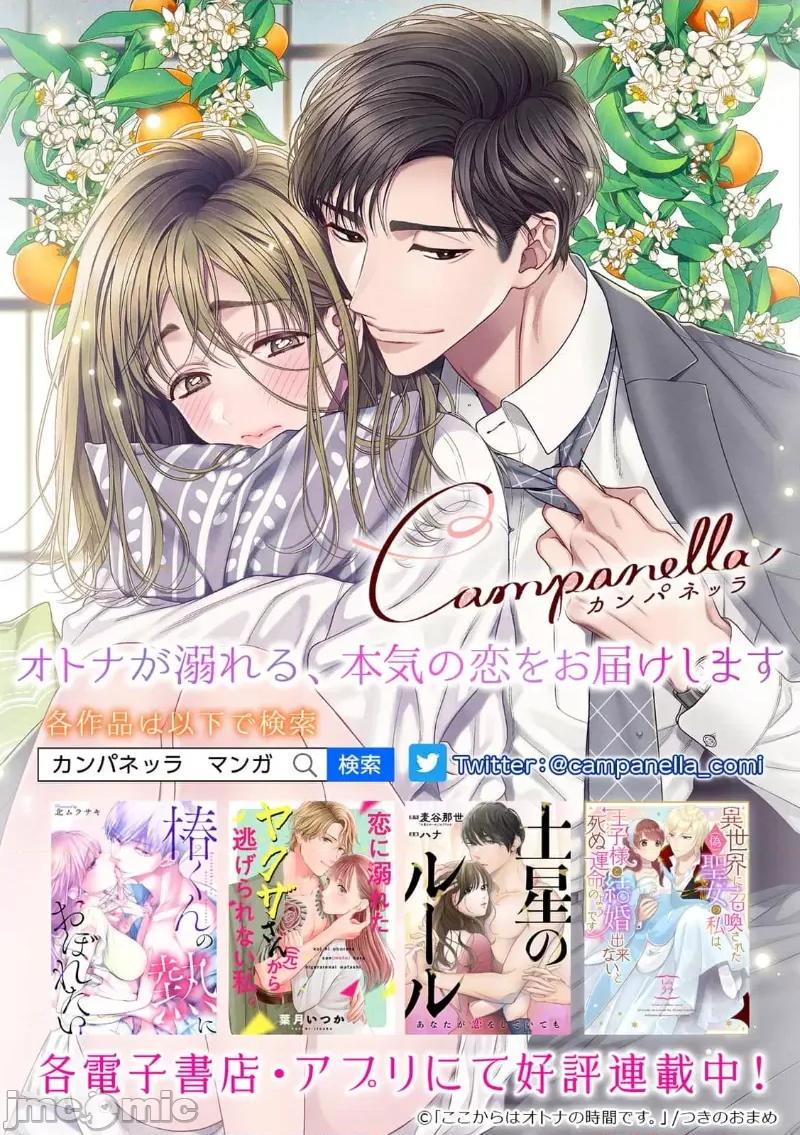 Campanella
カンパネッラ
オトナが溺れる、本気の恋をお届けします
各作品は以下で検索
カンパネッラ マンガ 検索
Twitter:@campanella_comi
北ムラサキ
椿くんの熱に
おぼれたい
恋に溺れた
ヤクザさん(元)から
逃げられない私。
koi ni oboreta
葉月いつか
麦谷那世
ハナ
土星の
ルール
あなたが恋をしていても
異世界に召喚された
(偽)聖女の私は、
王子様と結婚出来ないと
死ぬ運命のようです
各電子書店・アプリにて好評連載中!
jmc comic
©「ここからはオトナの時間です。」/つきのおまめ